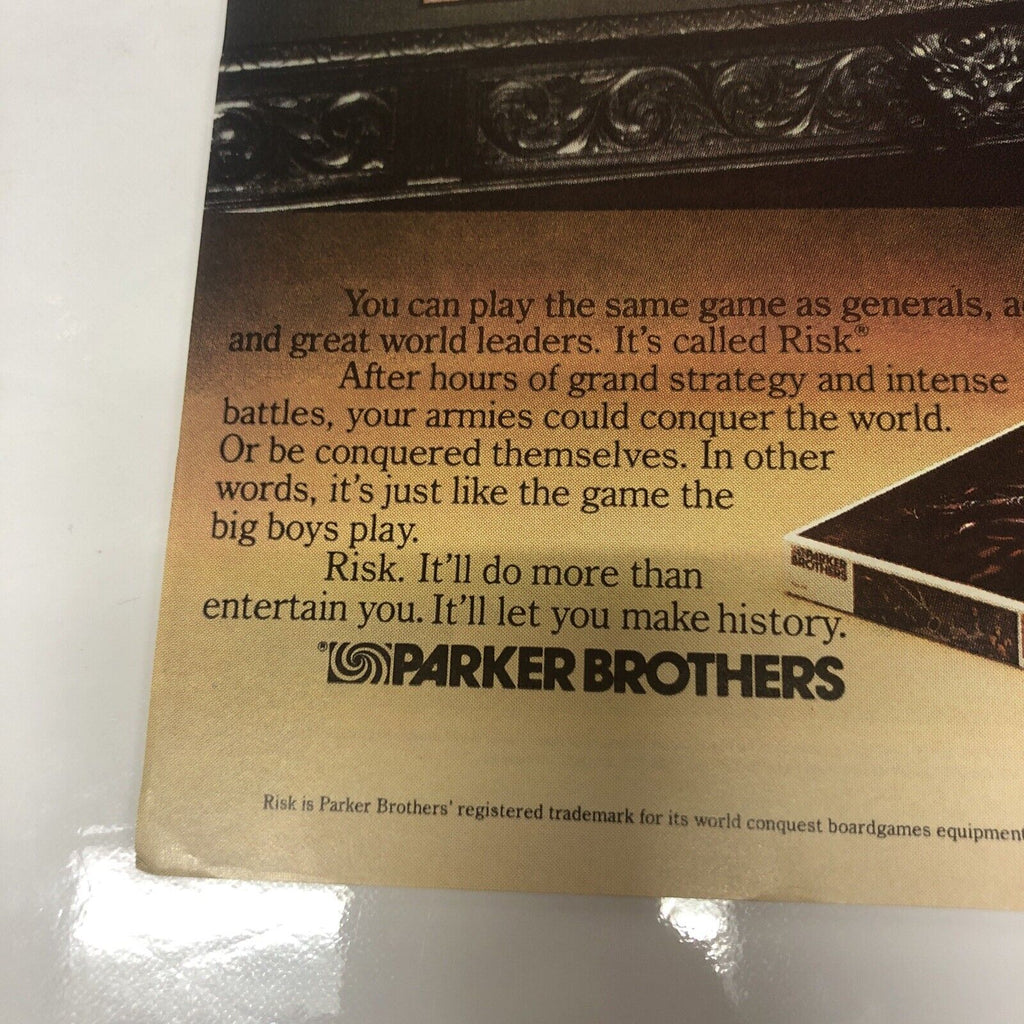 You can play the same game as generals,
and great world leaders. It's called Risk.®
After hours of grand strategy and intense
battles, your armies could conquer the world.
Or be conquered themselves. In other
words, it's just like the game the
big boys play.
Risk. It'll do more than
entertain you. It'll let you make history.
® PARKER BROTHERS
PARKER
BROTHERS
Risk is Parker Brothers' registered trademark for its world conquest boardgames equipment